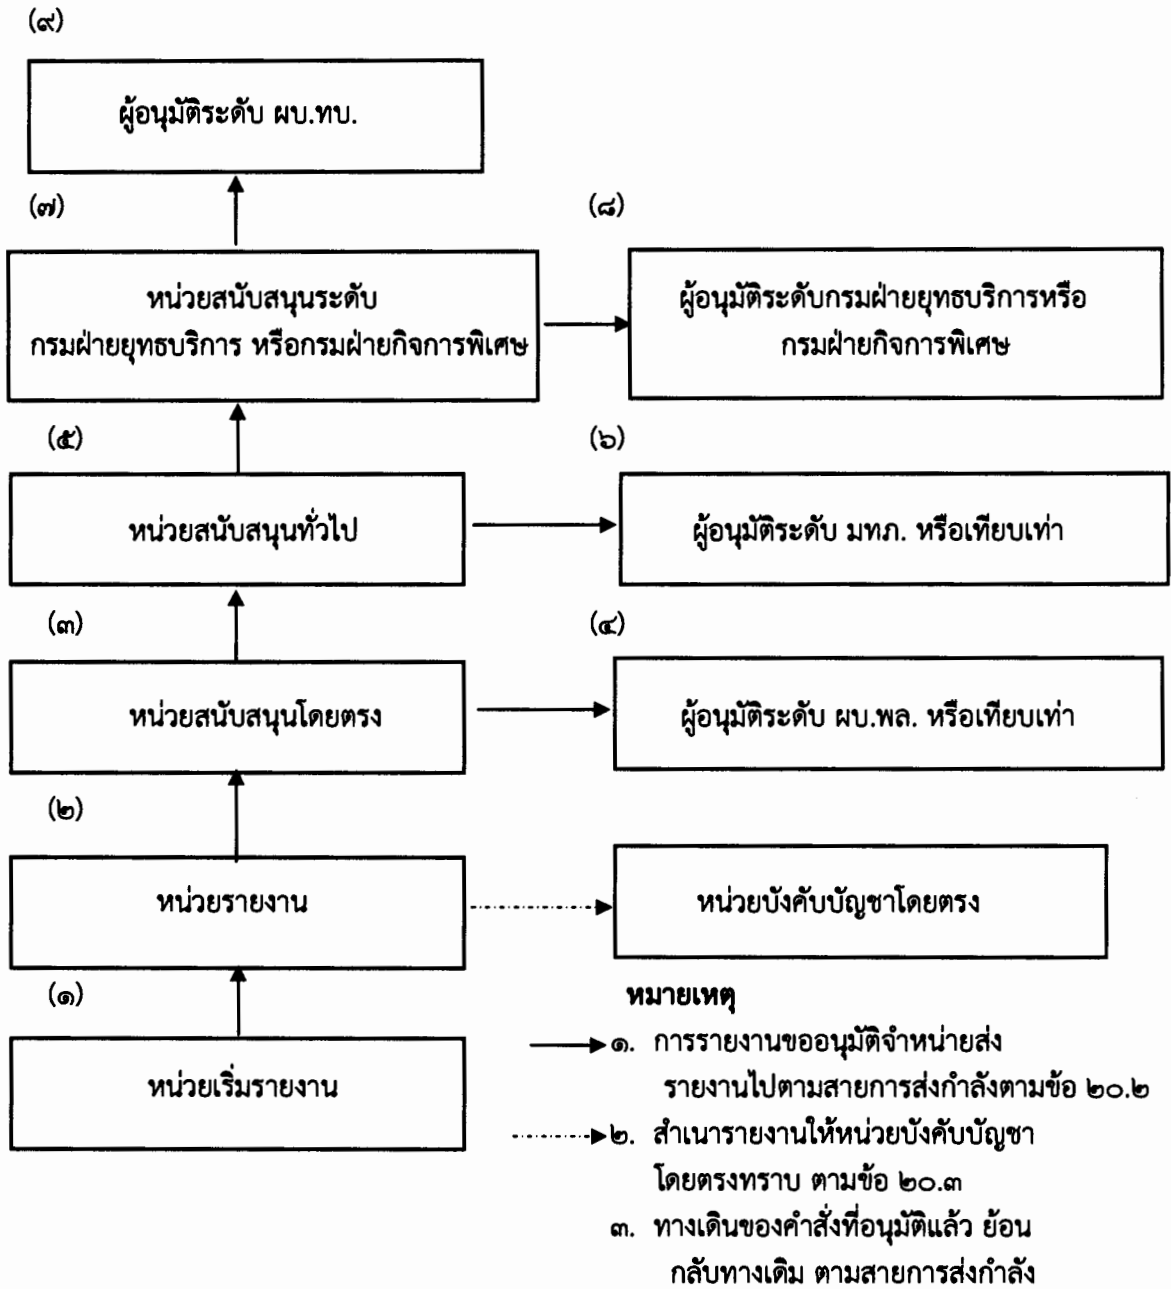 (๙)
ผู้อนุมัติระดับ ผบ.ทบ.
(๗)
(๘)
หน่วยสนับสนุนระดับ
กรมฝ่ายยุทธบริการ หรือกรมฝ่ายกิจการพิเศษ
ผู้อนุมัติระดับกรมฝ่ายยุทธบริการหรือ
กรมฝ่ายกิจการพิเศษ
(๕)
(๖)
หน่วยสนับสนุนทั่วไป
ผู้อนุมัติระดับ มทภ. หรือเทียบเท่า
(๓)
(๔)
หน่วยสนับสนุนโดยตรง
ผู้อนุมัติระดับ ผบ.พล. หรือเทียบเท่า
(๒)
หน่วยรายงาน
หน่วยบังคับบัญชาโดยตรง
(๑)
หน่วยเริ่มรายงาน
หมายเหตุ
๑. การรายงานขออนุมัติจำหน่ายส่ง
รายงานไปตามสายการส่งกำลังตามข้อ ๒๐.๒
๒. สำเนารายงานให้หน่วยบังคับบัญชา
โดยตรงทราบ ตามข้อ ๒๐.๓
๓. ทางเดินของคำสั่งที่อนุมัติแล้ว ย้อน
กลับทางเดิม ตามสายการส่งกำลัง